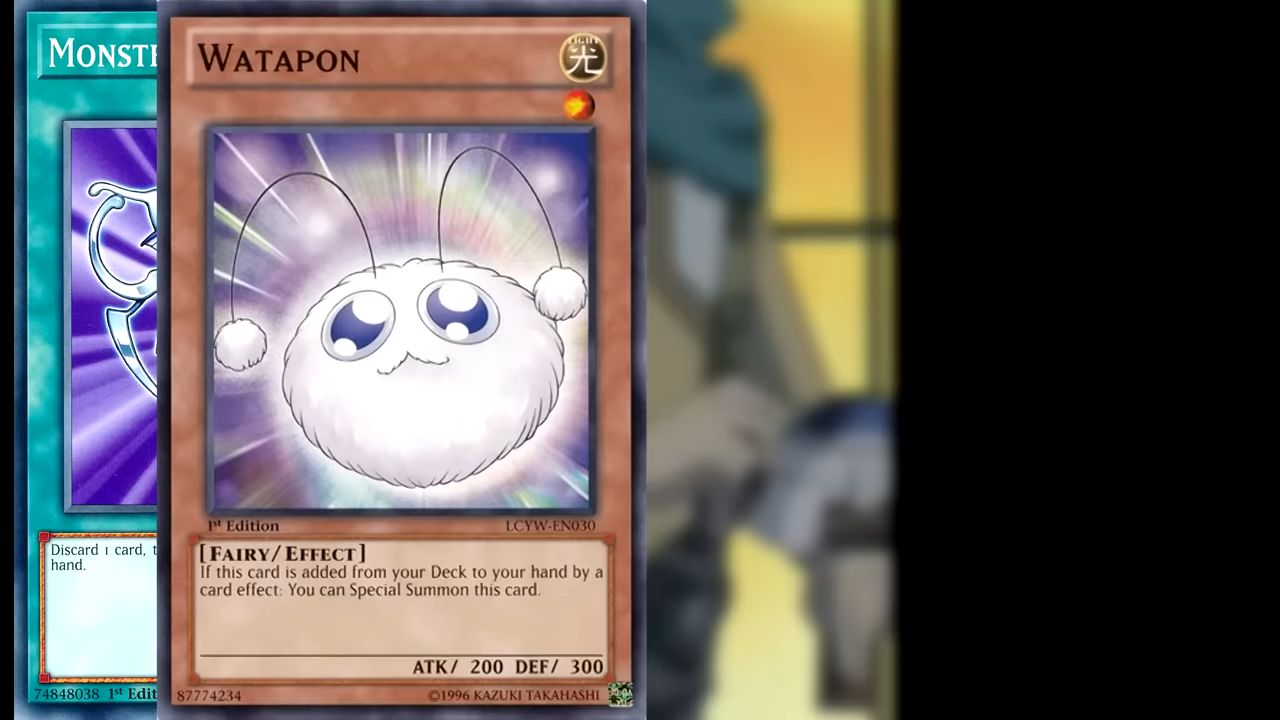 MONSTE
Discard 1 card, t
hand.
74848038 1st Edit
WATAPON
LIGHT
光
1st Edition LCYW-EN030
[FAIRY/EFFECT]
If this card is added from your Deck to your hand by a
card effect: You can Special Summon this card.
ATK/ 200 DEF/ 300
87774234 ©1996 KAZUKI TAKAHASHI